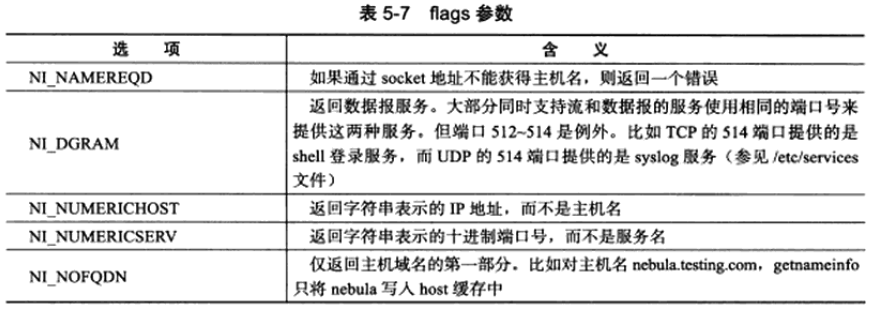 表 5-7 flags 参数
选 项 含 义
NI_NAMEREQD 如果通过 socket 地址不能获得主机名，则返回一个错误
返回数据报服务。大部分同时支持流和数据报的服务使用相同的端口号来
提供这两种服务。但端口 512~514 是例外。比如 TCP 的 514 端口提供的是
NI_DGRAM
shell 登录服务，而 UDP 的 514 端口提供的是 syslog 服务（参见 /etc/services
文件）
NI_NUMERICHOST 返回字符串表示的 IP 地址，而不是主机名
NI_NUMERICSERV 返回字符串表示的十进制端口号，而不是服务名
仅返回主机域名的第一部分。比如对主机名 nebula.testing.com，getnameinfo
NI_NOFQDN
只将 nebula 写入 host 缓存中